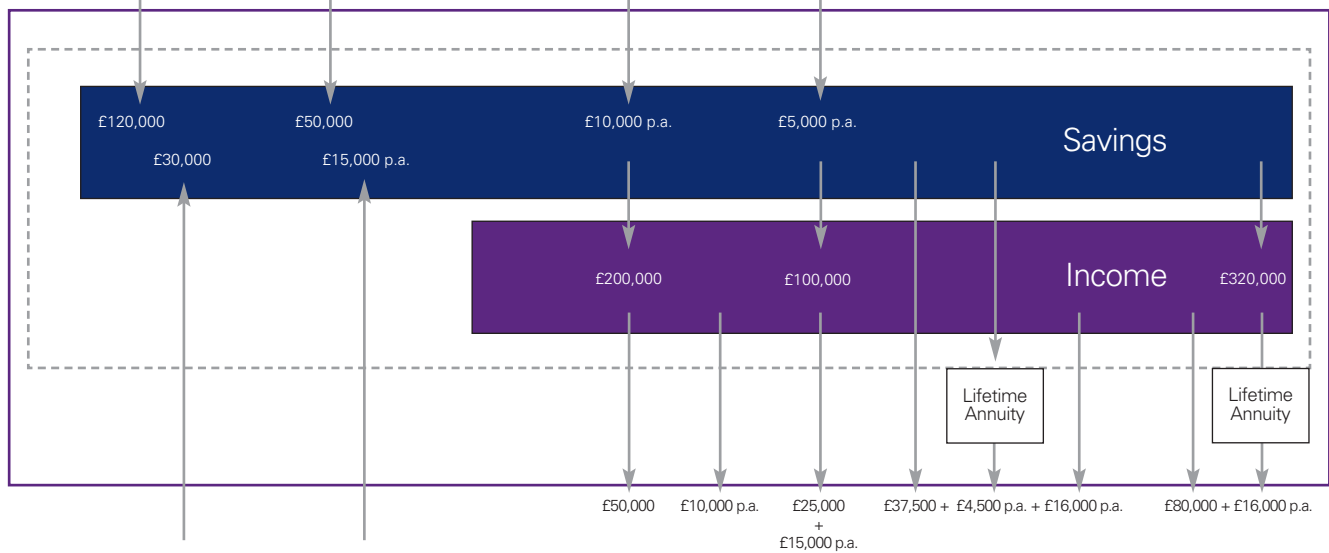 £120,000
£50,000
£10,000 p.a.
£5,000 p.a.
Savings
£30,000
£15,000 p.a.
£200,000
£100,000
Income
£320,000
Lifetime
Annuity
Lifetime
Annuity
£50,000
£10,000 p.a.
£25,000
+
£15,000 p.a.
£37,500 + £4,500 p.a. + £16,000 p.a.
£80,000 + £16,000 p.a.